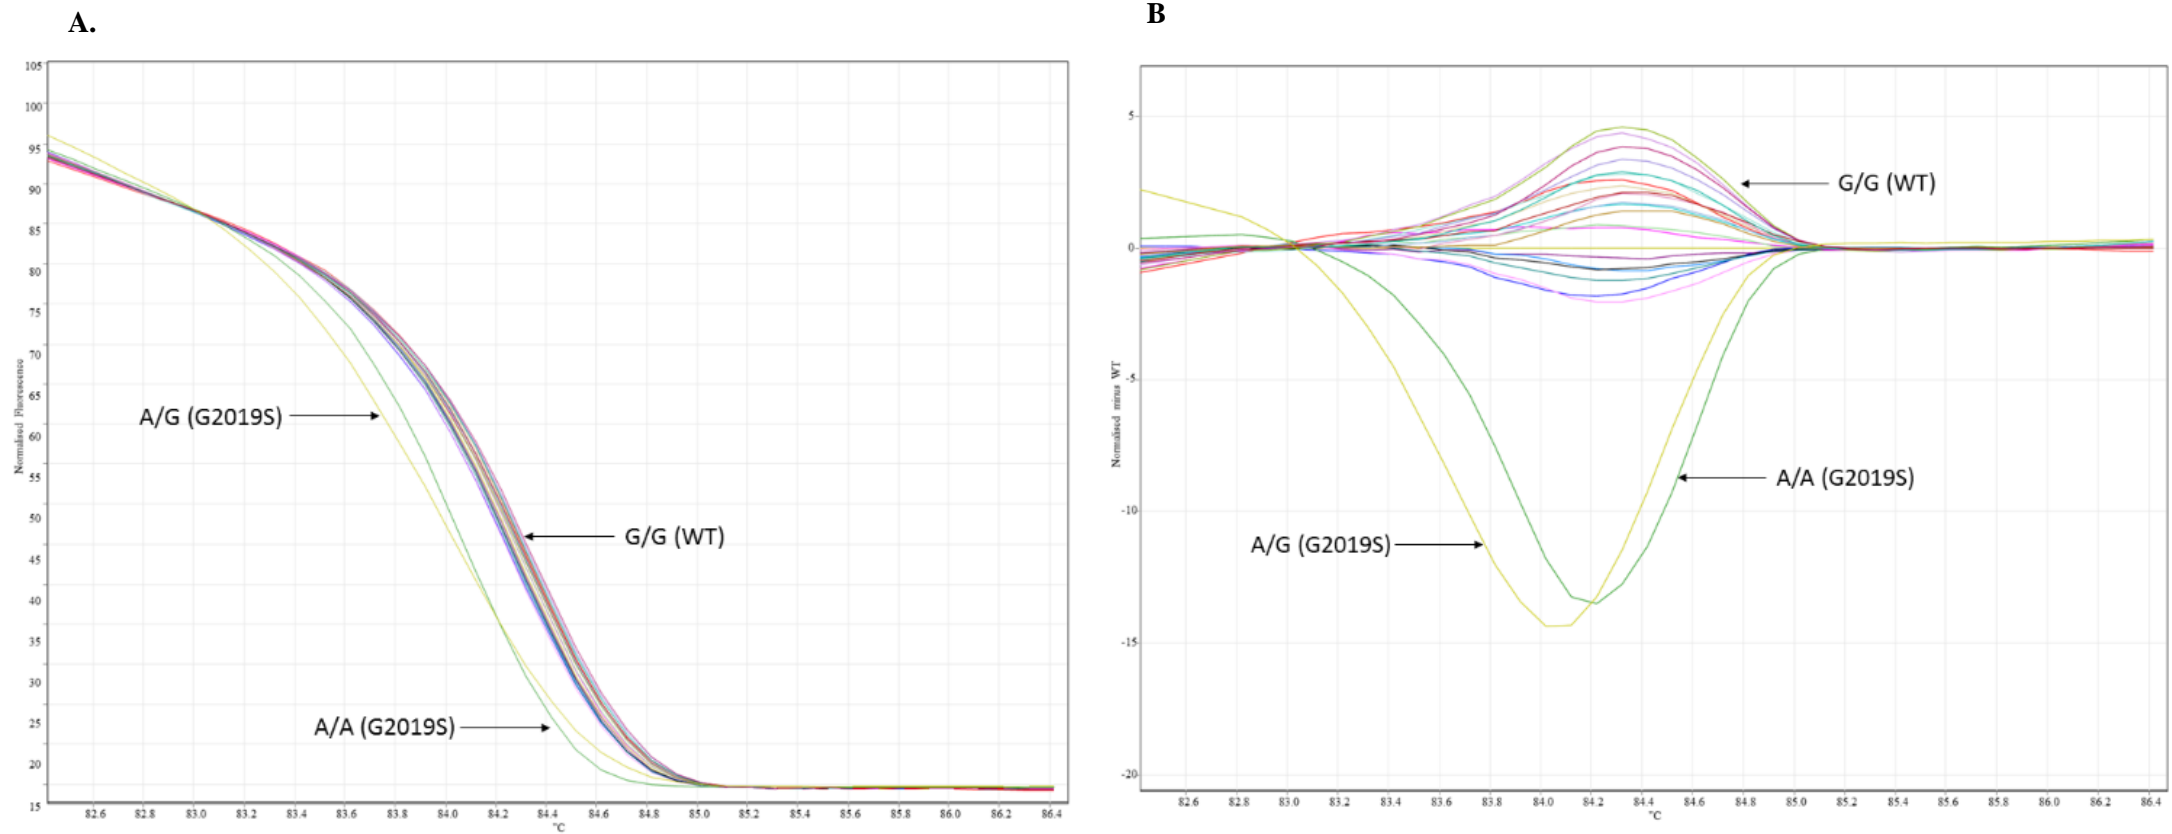 A.
B
105
100
95
90
85
80
75
70
65
60
55
50
45
40
35
30
25
20
15
Normalised Fluorescence
A/G (G2019S)
G/G (WT)
A/A (G2019S)
82.6 82.8 83.0 83.2 83.4 83.6 83.8 84.0 84.2 84.4 84.6 84.8 85.0 85.2 85.4 85.6 85.8 86.0 86.2 86.4
°C
5
0
-5
-10
-15
-20
Normalised minus WT
G/G (WT)
A/A (G2019S)
A/G (G2019S)
82.6 82.8 83.0 83.2 83.4 83.6 83.8 84.0 84.2 84.4 84.6 84.8 85.0 85.2 85.4 85.6 85.8 86.0 86.2 86.4
°C